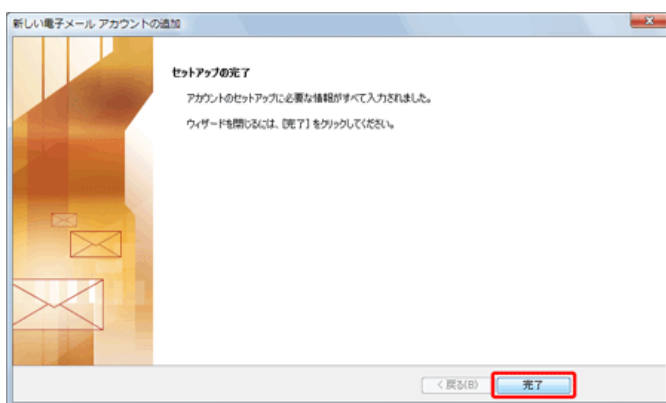 新しい電子メール アカウントの追加
セットアップの完了
アカウントのセットアップに必要な情報がすべて入力されました。
ウィザードを閉じるには、[完了] をクリックしてください。
< 戻る(B)
完了